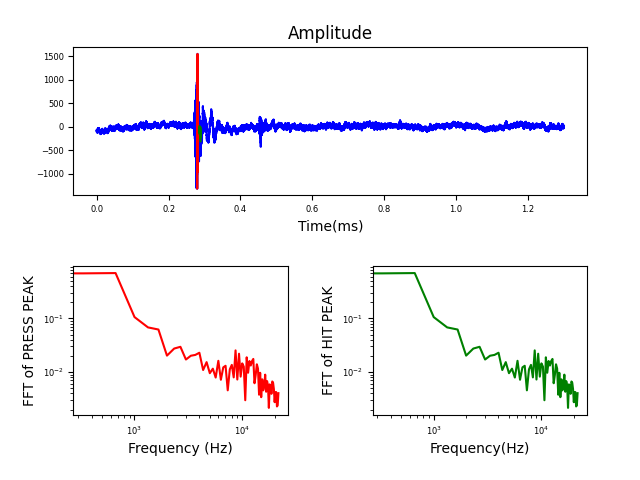 Amplitude
1500
1000
500
0
−500
−1000
0.0 0.2 0.4 0.6 0.8 1.0 1.2
Time(ms)
FFT of PRESS PEAK
10⁻¹
10⁻²
10³ 10⁴
Frequency (Hz)
FFT of HIT PEAK
10⁻¹
10⁻²
10³ 10⁴
Frequency(Hz)